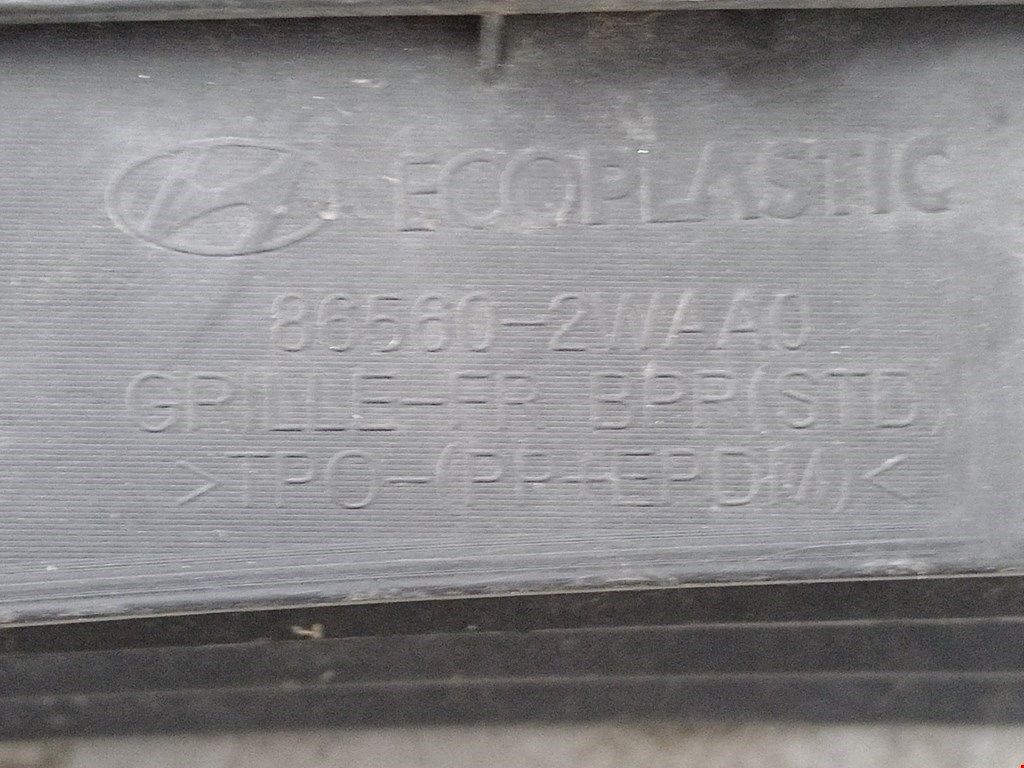 ECOPLASTIC
86560-2WAA0
GRILLE-FR BPR(STD)
>TPO-(PP+EPDM)<